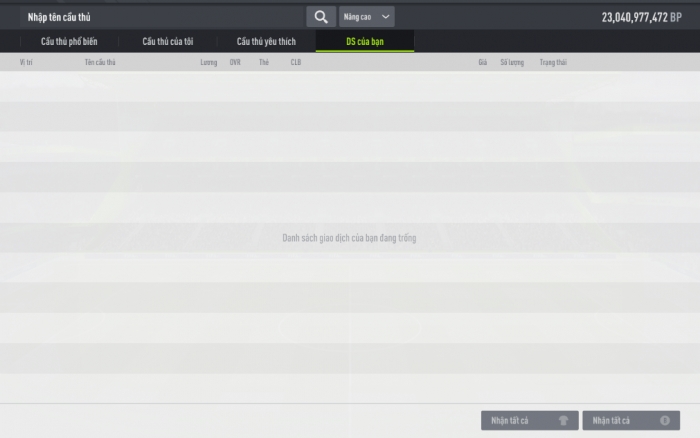 Nhập tên cầu thủ Nâng cao 23,040,977,472 BP
Cầu thủ phổ biến Cầu thủ của tôi Cầu thủ yêu thích DS của bạn
Vị trí Tên cầu thủ Lương OVR Thẻ CLB Giá Số lượng Trạng thái
Danh sách giao dịch của bạn đang trống
Nhận tất cả Nhận tất cả